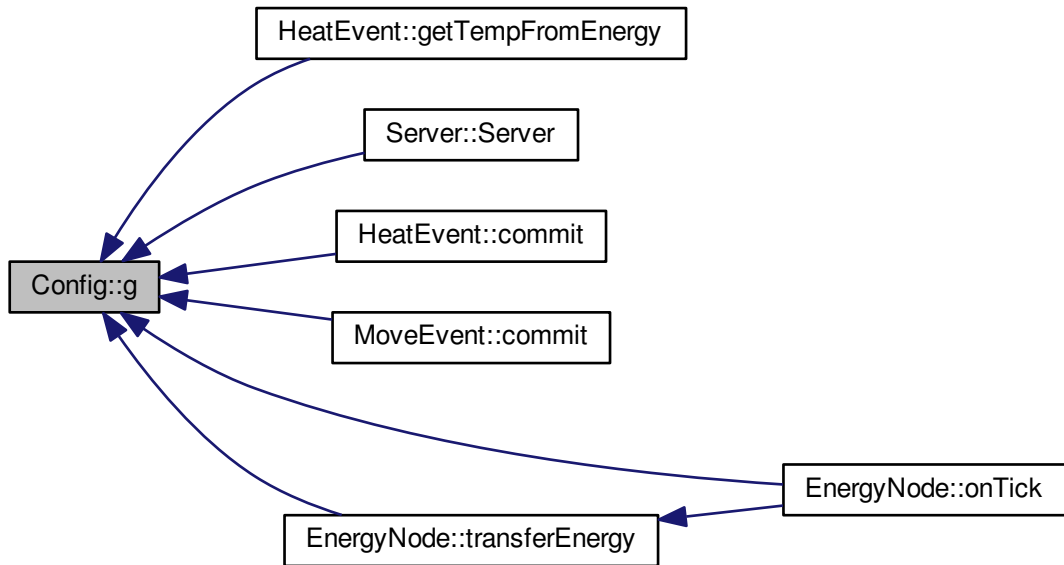 HeatEvent::getTempFromEnergy
Server::Server
HeatEvent::commit
Config::g
MoveEvent::commit
EnergyNode::onTick
EnergyNode::transferEnergy